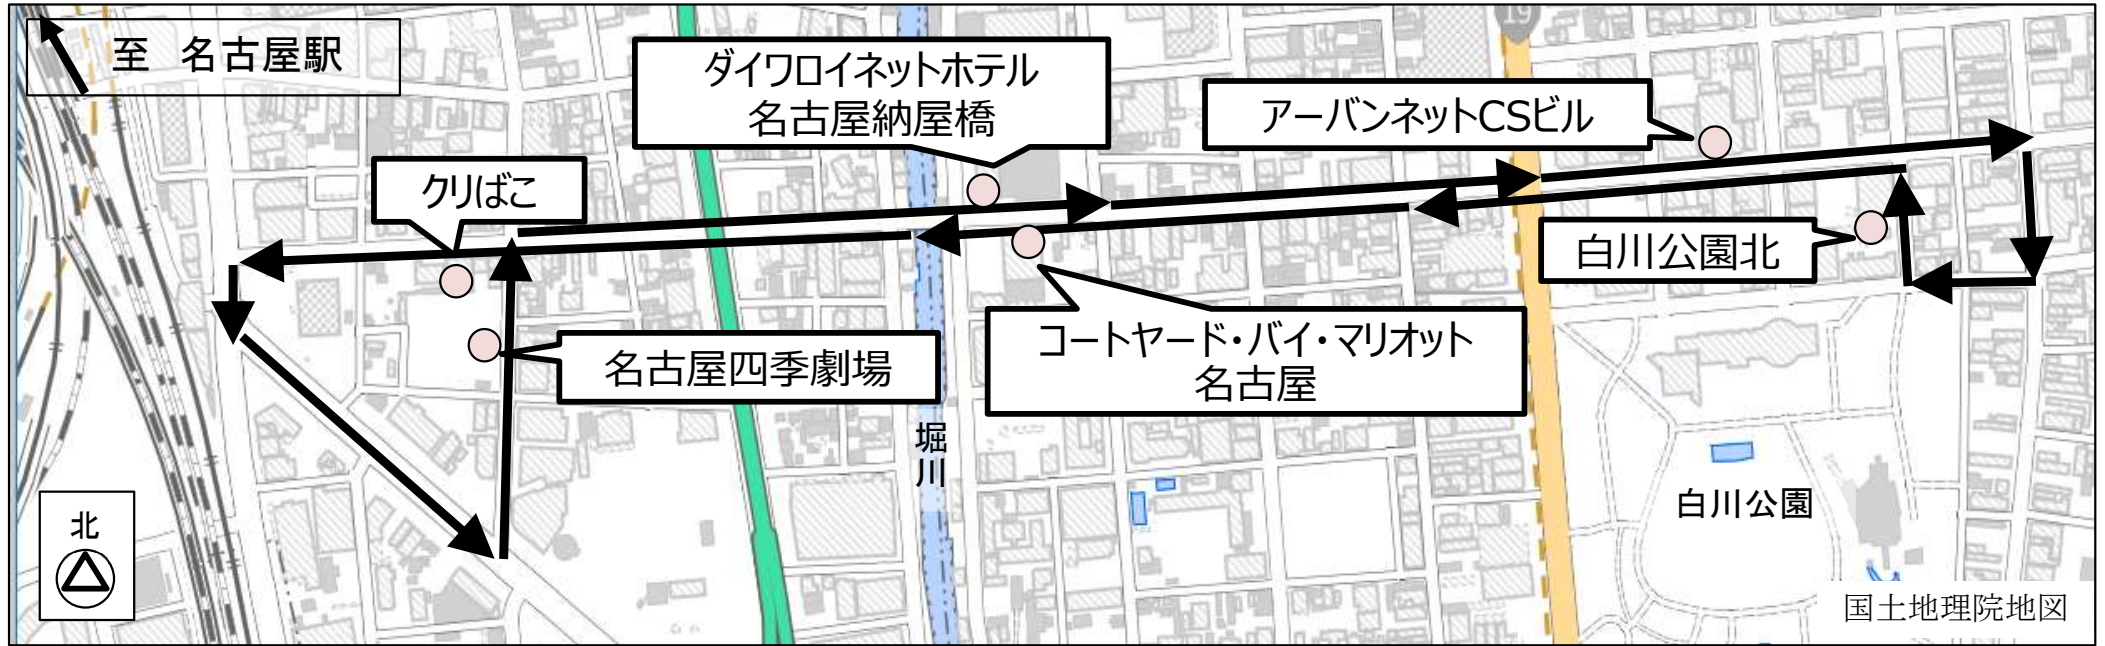 19
至 名古屋駅
ダイワロイネットホテル
名古屋納屋橋
アーバンネットCSビル
クリばこ
白川公園北
コートヤード・バイ・マリオット
名古屋
名古屋四季劇場
堀川
白川公園
北
国土地理院地図